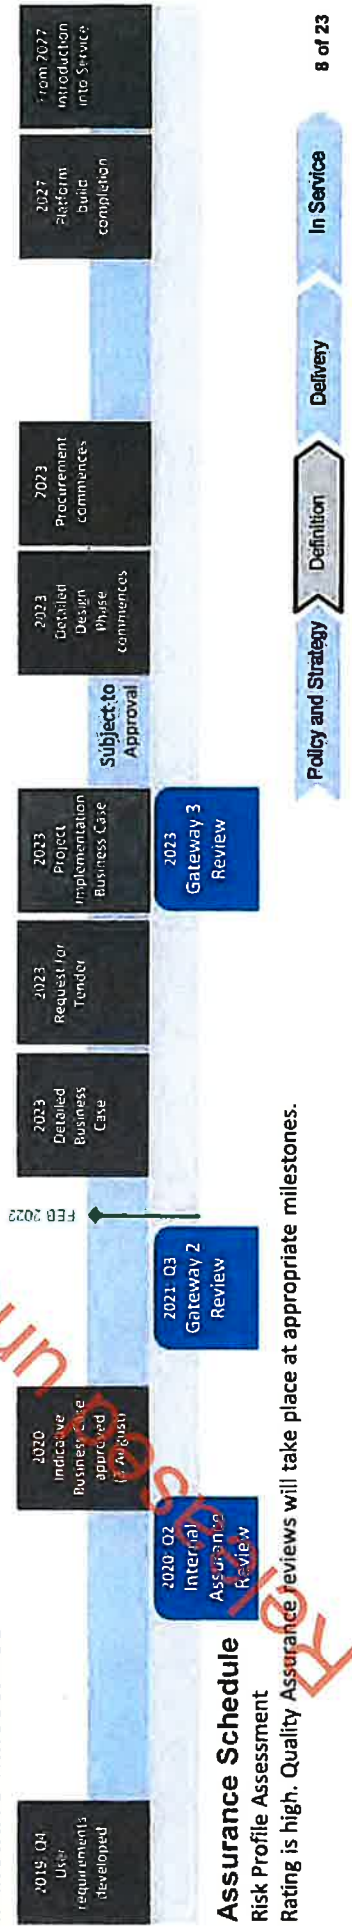 2019 Q4
User
requirements
developed
2020
Indicative
Business Case
approved
August)
FEB 2022
2023
Detailed
Business
Case
2023
Request for
Tender
2023
Project
Implementation
Business Case
Subject to
Approval
2023
Detailed
Design
Phase
commences
2023
Procurement
commences
2027
Platform
build
completion
From 2027
Introduction
into Service
2020 Q2
Internal
Assurance
Review
2021 Q3
Gateway 2
Review
2023
Gateway 3
Review
Assurance Schedule
Risk Profile Assessment
Rating is high. Quality Assurance reviews will take place at appropriate milestones.
Policy and Strategy
Definition
Delivery
In Service
8 of 23